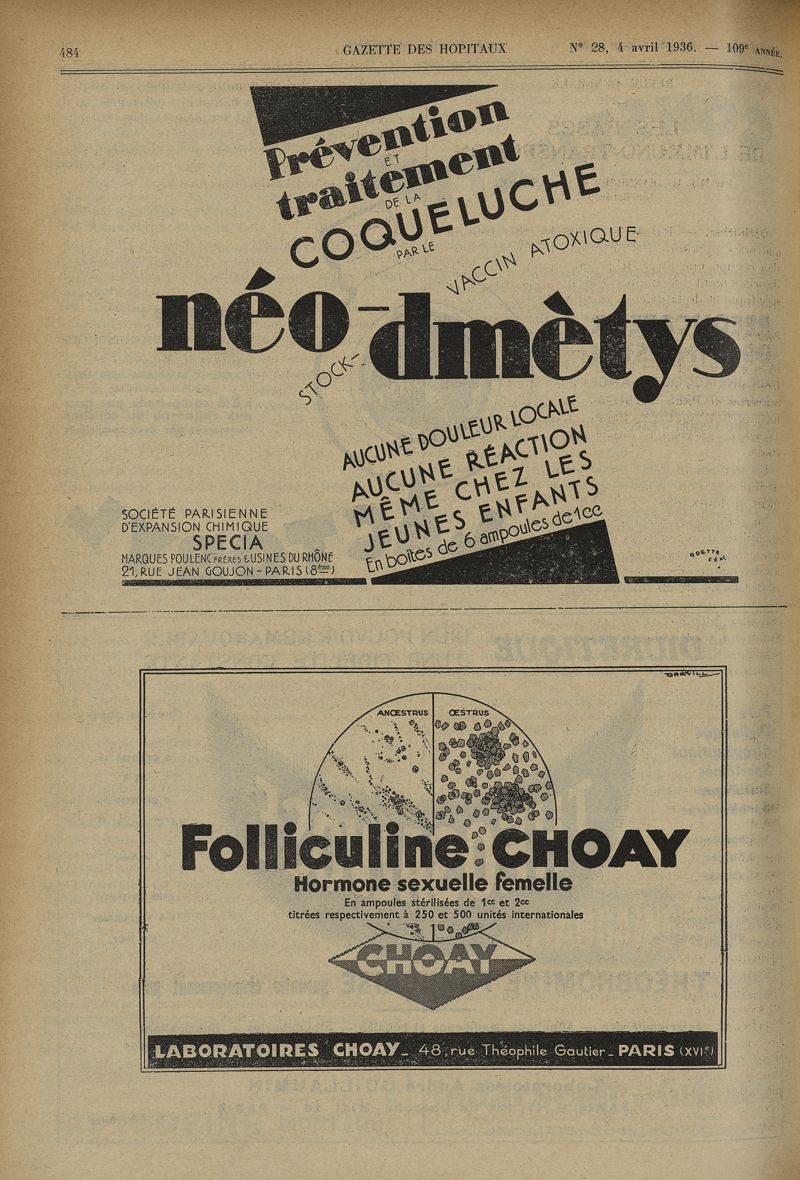 484
GAZETTE DES HOPITAUX
N° 28, 4 avril 1936. — 109e ANNÉE.
Prévention
ET
traitement
DE LA
COQUELUCHE
PAR LE
VACCIN ATOXIQUE
STOCK-
néo-dmètys
AUCUNE DOULEUR LOCALE
AUCUNE RÉACTION
MÊME CHEZ LES
JEUNES ENFANTS
En boîtes de 6 ampoules de 1cc
SOCIÉTÉ PARISIENNE
D'EXPANSION CHIMIQUE
SPECIA
MARQUES POULENC FRÈRES & USINES DU RHÔNE
21, RUE JEAN GOUJON - PARIS (8ème)
ODETTE
DRÉVILL
ANŒSTRUS
ŒSTRUS
Folliculine CHOAY
Hormone sexuelle femelle
En ampoules stérilisées de 1cc et 2cc
titrées respectivement à 250 et 500 unités internationales
CHOAY
LABORATOIRES CHOAY_ 48, rue Théophile Gautier_ PARIS (XVIe)